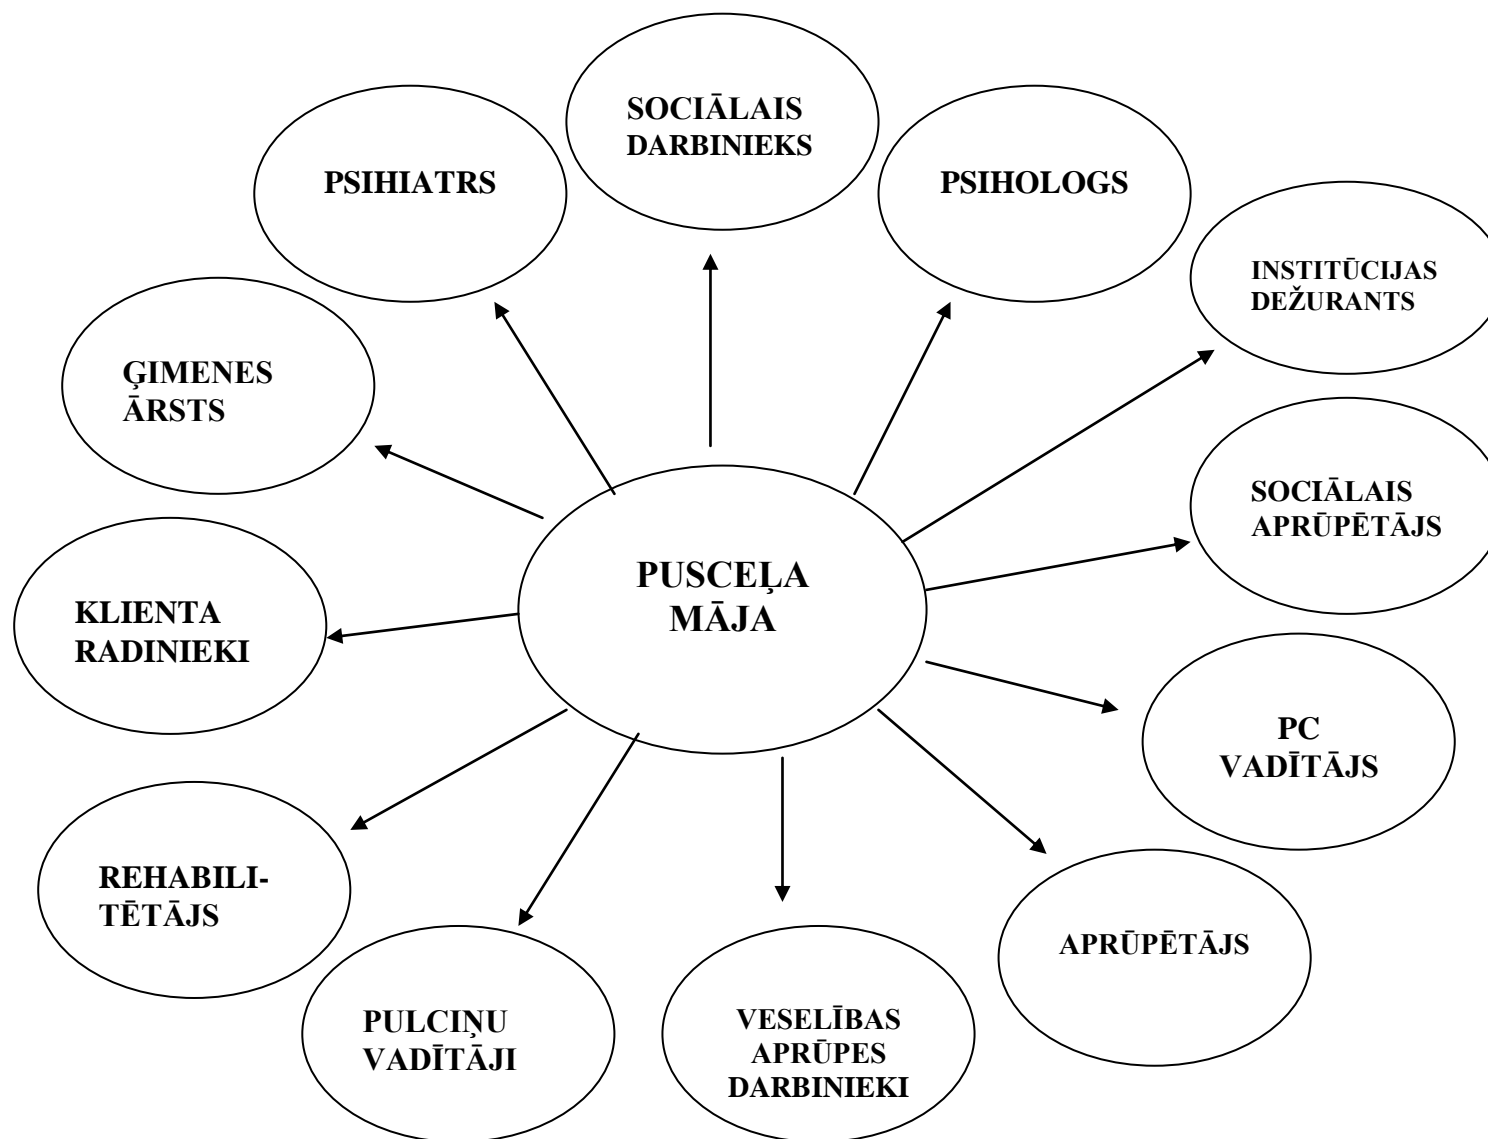 SOCIĀLAIS
DARBINIEKS
PSIHIATRS
PSIHOLOGS
INSTITŪCIJAS
DEŽURANTS
ĢIMENES
ĀRSTS
SOCIĀLAIS
APRŪPĒTĀJS
PUSCEĻA
MĀJA
KLIENTA
RADINIEKI
PC
VADĪTĀJS
REHABILI-
TĒTĀJS
APRŪPĒTĀJS
PULCIŅU
VADĪTĀJI
VESELĪBAS
APRŪPES
DARBINIEKI